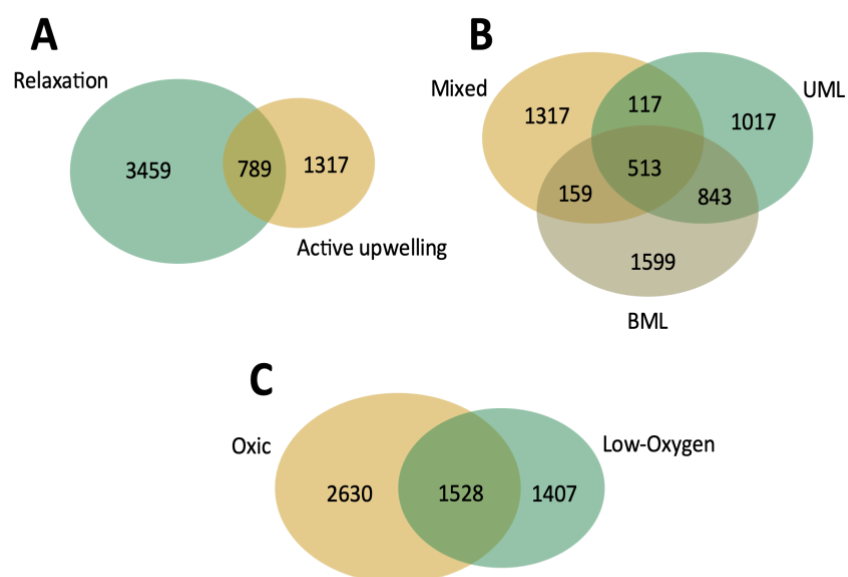 A
Relaxation
3459
789
1317
Active upwelling
B
Mixed
UML
1317
117
1017
513
159
843
1599
BML
C
Oxic
Low-Oxygen
2630
1528
1407